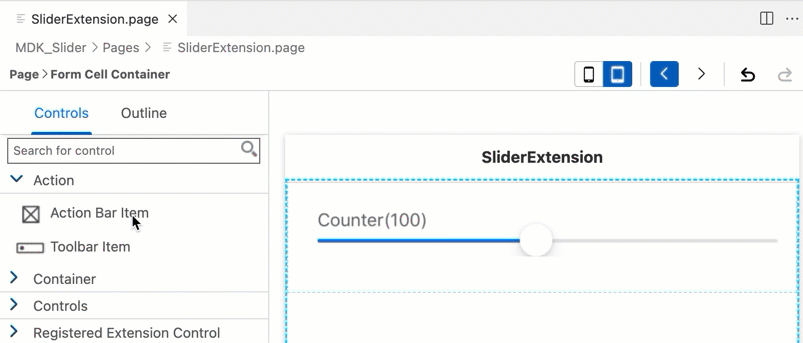 SliderExtension.page
MDK_Slider > Pages > SliderExtension.page
Page > Form Cell Container
Controls Outline
Search for control
Action
Action Bar Item
Toolbar Item
Container
Controls
Registered Extension Control
SliderExtension
Counter(100)